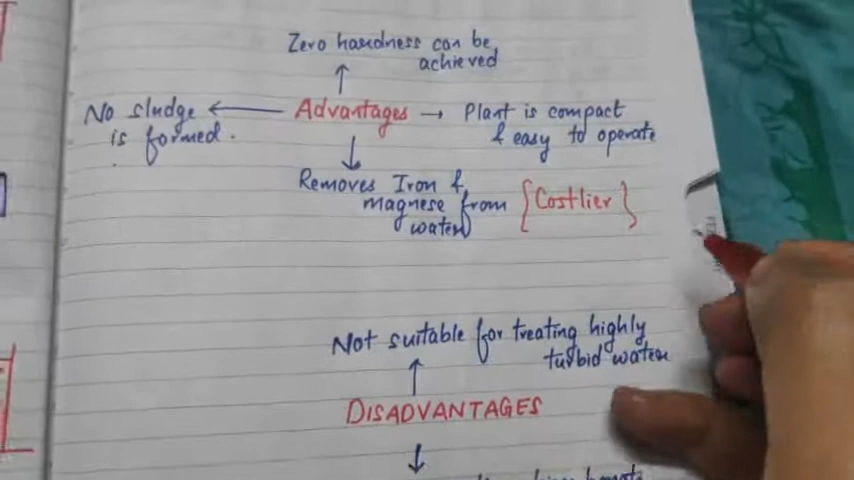 Zero hardness can be
achieved
No sludge
is formed.
Advantages
Plant is compact
& easy to operate
Removes Iron &
magnese from
water
{Costlier}
Not suitable for treating highly
turbid water
DISADVANTAGES